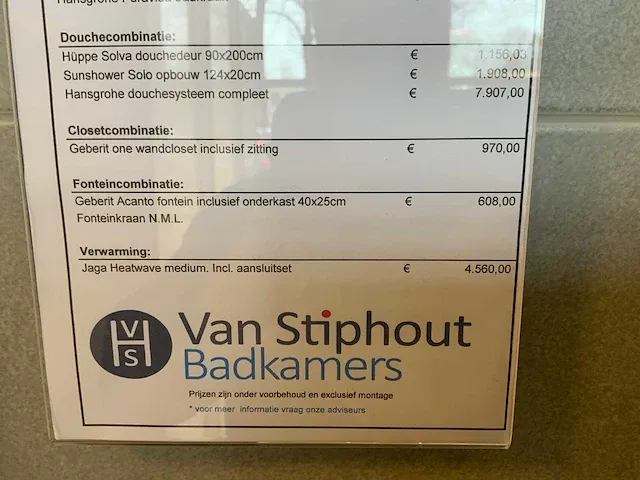 Douchecombinatie:
Hüppe Solva douchedeur 90x200cm € 1.156,03
Sunshower Solo opbouw 124x20cm € 1.908,00
Hansgrohe douchesysteem compleet € 7.907,00
Closetcombinatie:
Geberit one wandcloset inclusief zitting € 970,00
Fonteincombinatie:
Geberit Acanto fontein inclusief onderkast 40x25cm € 608,00
Fonteinkraan N.M.L.
Verwarming:
Jaga Heatwave medium. Incl. aansluitset € 4.560,00
VHS
Van Stiphout
Badkamers
Prijzen zijn onder voorbehoud en exclusief montage
* voor meer informatie vraag onze adviseurs